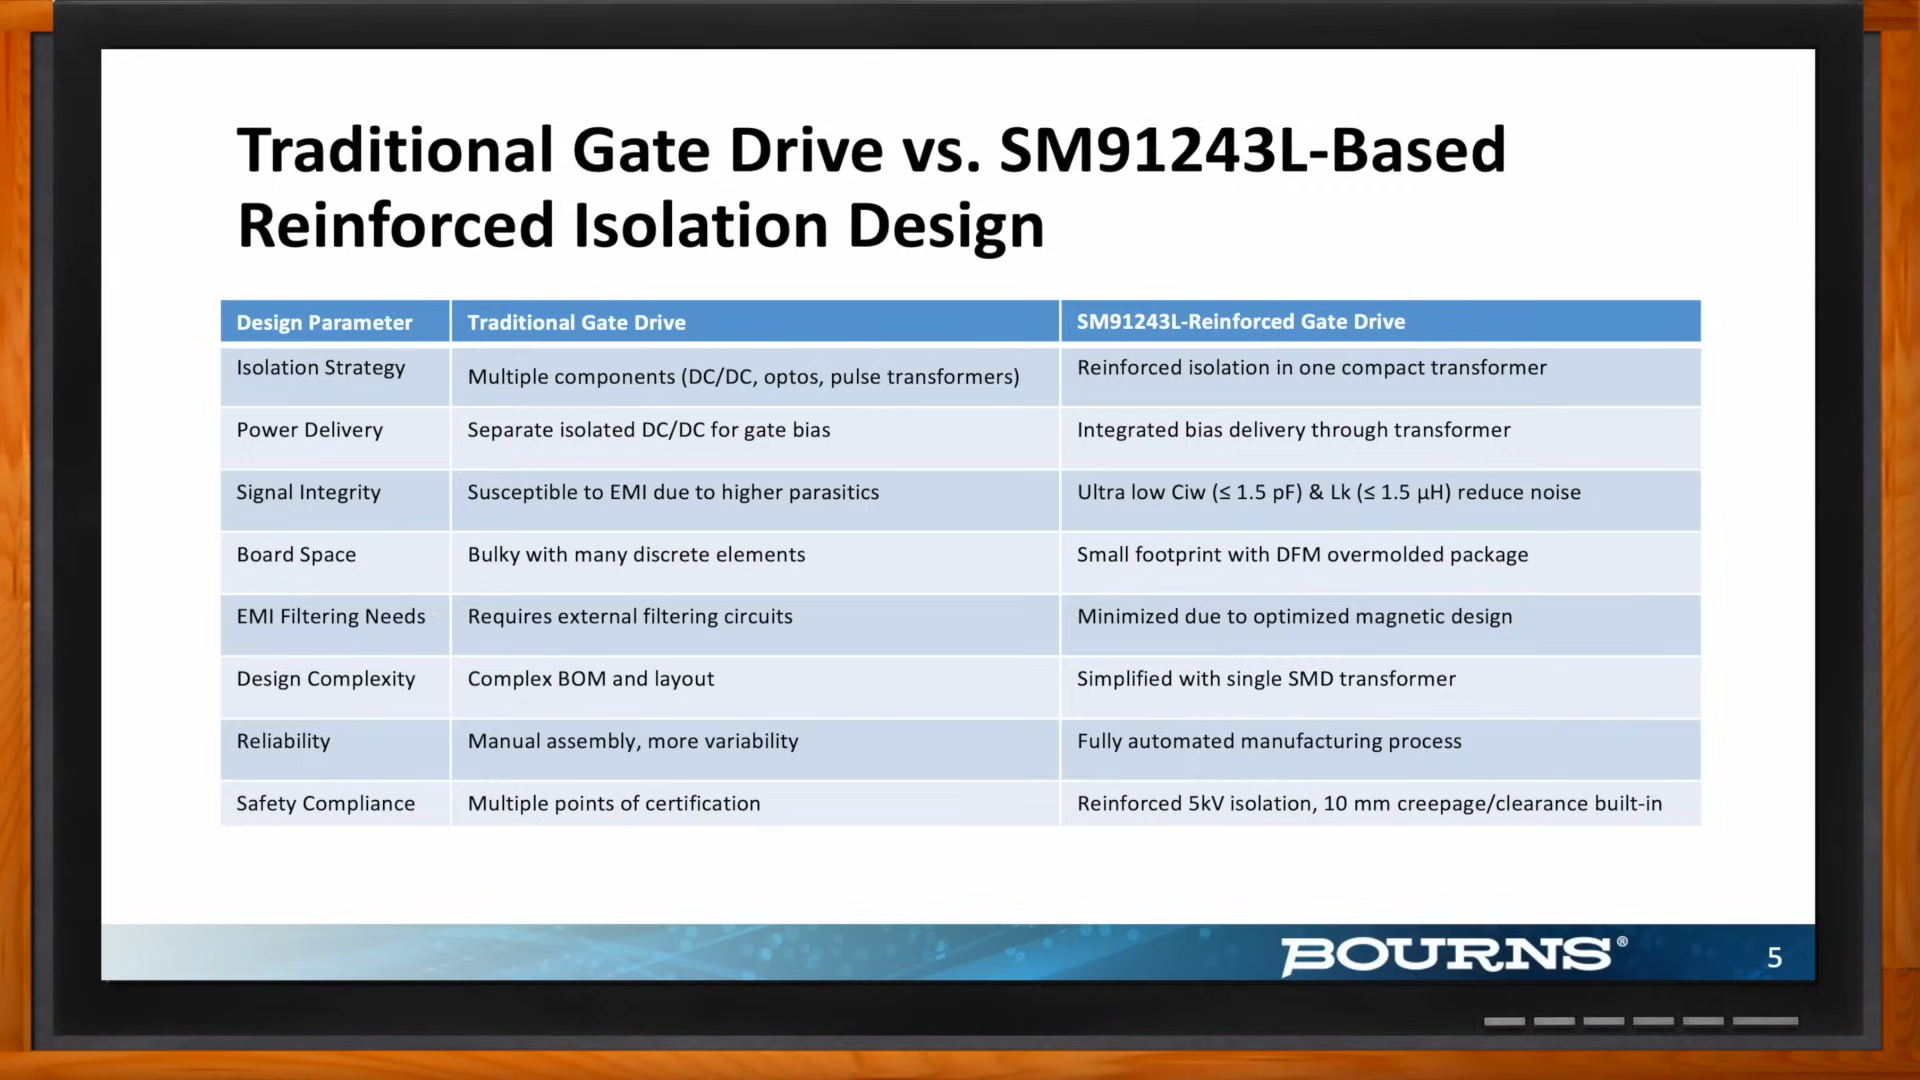 Traditional Gate Drive vs. SM91243L-Based
Reinforced Isolation Design
Design Parameter Traditional Gate Drive SM91243L-Reinforced Gate Drive
Isolation Strategy Multiple components (DC/DC, optos, pulse transformers) Reinforced isolation in one compact transformer
Power Delivery Separate isolated DC/DC for gate bias Integrated bias delivery through transformer
Signal Integrity Susceptible to EMI due to higher parasitics Ultra low Ciw (≤ 1.5 pF) & Lk (≤ 1.5 μH) reduce noise
Board Space Bulky with many discrete elements Small footprint with DFM overmolded package
EMI Filtering Needs Requires external filtering circuits Minimized due to optimized magnetic design
Design Complexity Complex BOM and layout Simplified with single SMD transformer
Reliability Manual assembly, more variability Fully automated manufacturing process
Safety Compliance Multiple points of certification Reinforced 5kV isolation, 10 mm creepage/clearance built-in
BOURNS® 5